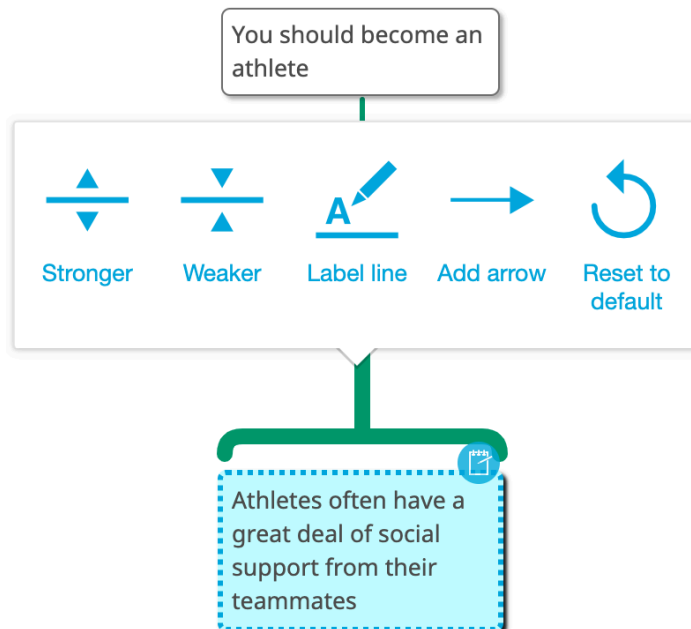 You should become an
athlete
A
Stronger
Weaker
Label line
Add arrow
Reset to
default
Athletes often have a
great deal of social
support from their
teammates